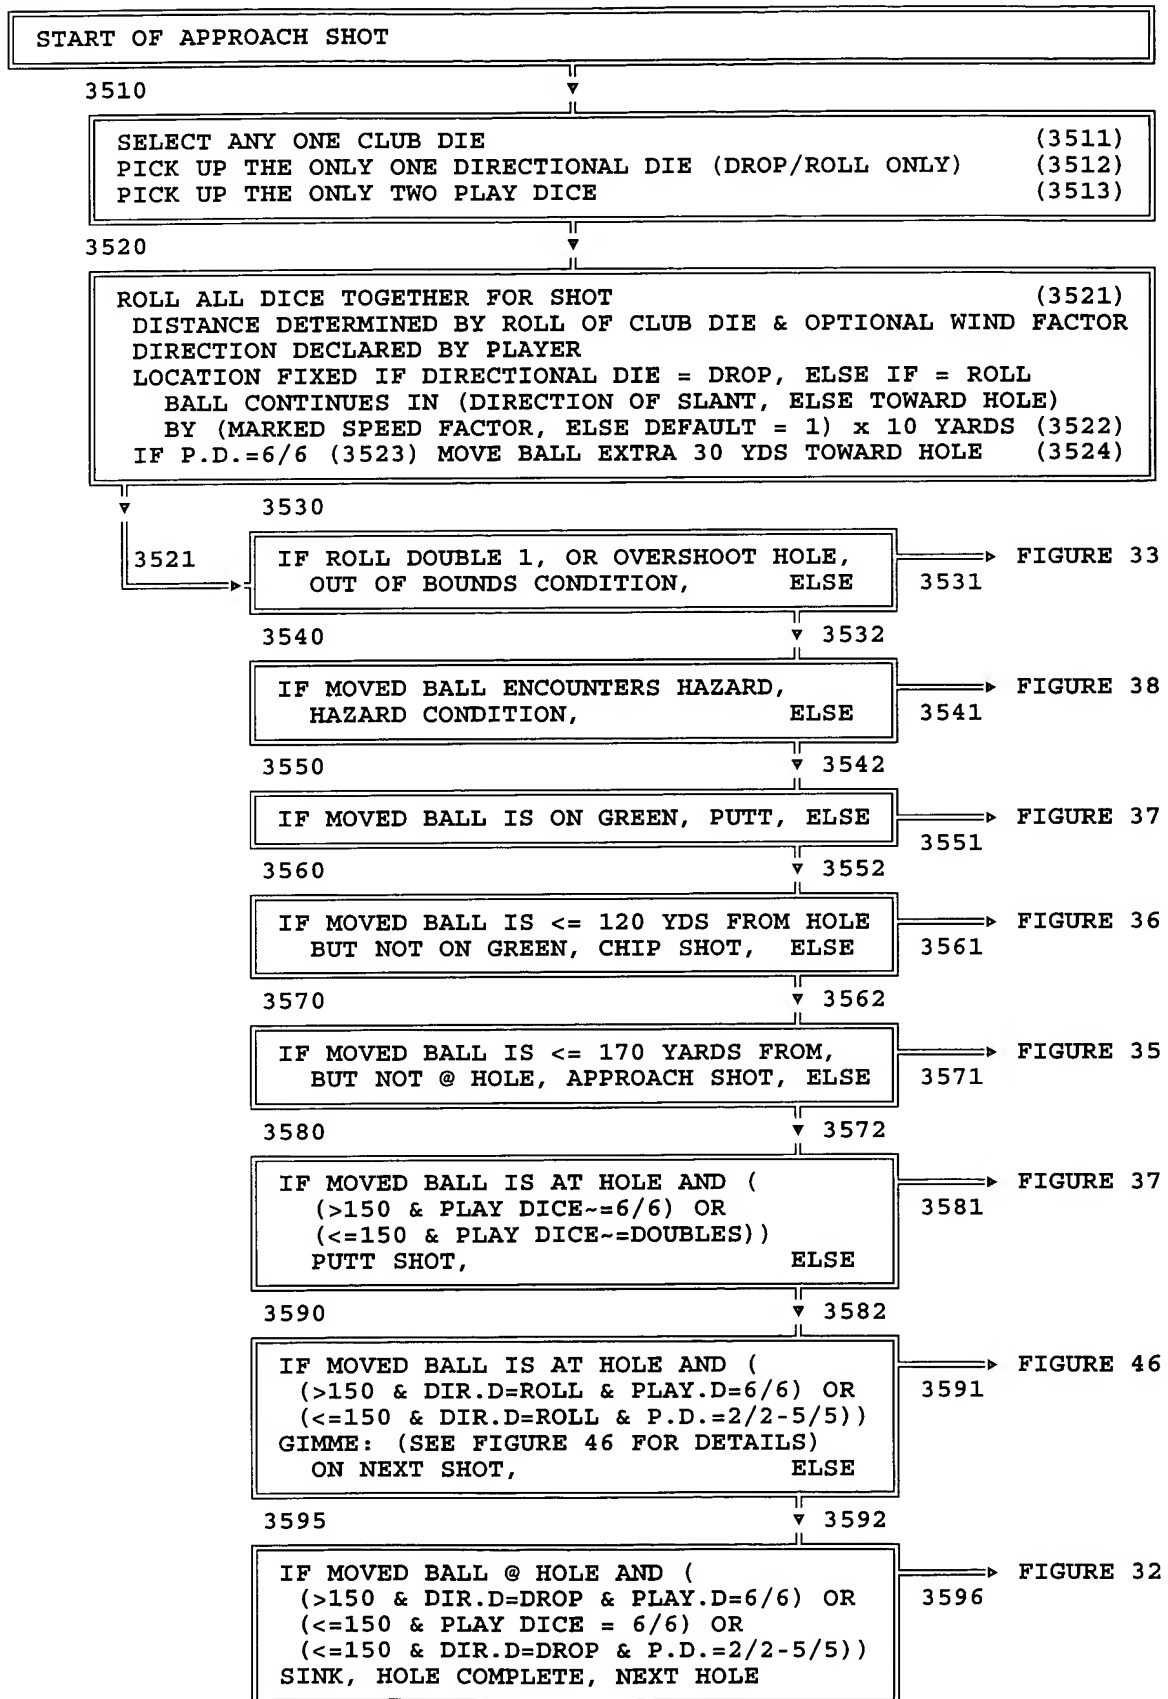 START OF APPROACH SHOT
3510
SELECT ANY ONE CLUB DIE (3511)
PICK UP THE ONLY ONE DIRECTIONAL DIE (DROP/ROLL ONLY) (3512)
PICK UP THE ONLY TWO PLAY DICE (3513)
3520
ROLL ALL DICE TOGETHER FOR SHOT (3521)
DISTANCE DETERMINED BY ROLL OF CLUB DIE & OPTIONAL WIND FACTOR
DIRECTION DECLARED BY PLAYER
LOCATION FIXED IF DIRECTIONAL DIE = DROP, ELSE IF = ROLL
BALL CONTINUES IN (DIRECTION OF SLANT, ELSE TOWARD HOLE)
BY (MARKED SPEED FACTOR, ELSE DEFAULT = 1) x 10 YARDS (3522)
IF P.D.=6/6 (3523) MOVE BALL EXTRA 30 YDS TOWARD HOLE (3524)
3530
3521 IF ROLL DOUBLE 1, OR OVERSHOOT HOLE, FIGURE 33
OUT OF BOUNDS CONDITION, ELSE 3531
3540 3532
IF MOVED BALL ENCOUNTERS HAZARD, FIGURE 38
HAZARD CONDITION, ELSE 3541
3550 3542
IF MOVED BALL IS ON GREEN, PUTT, ELSE FIGURE 37
3551
3560 3552
IF MOVED BALL IS <= 120 YDS FROM HOLE FIGURE 36
BUT NOT ON GREEN, CHIP SHOT, ELSE 3561
3570 3562
IF MOVED BALL IS <= 170 YARDS FROM, FIGURE 35
BUT NOT @ HOLE, APPROACH SHOT, ELSE 3571
3580 3572
IF MOVED BALL IS AT HOLE AND ( FIGURE 37
(>150 & PLAY DICE~=6/6) OR 3581
(<=150 & PLAY DICE~=DOUBLES))
PUTT SHOT, ELSE
3590 3582
IF MOVED BALL IS AT HOLE AND ( FIGURE 46
(>150 & DIR.D=ROLL & PLAY.D=6/6) OR 3591
(<=150 & DIR.D=ROLL & P.D.=2/2-5/5))
GIMME: (SEE FIGURE 46 FOR DETAILS)
ON NEXT SHOT, ELSE
3595 3592
IF MOVED BALL @ HOLE AND ( FIGURE 32
(>150 & DIR.D=DROP & PLAY.D=6/6) OR 3596
(<=150 & PLAY DICE = 6/6) OR
(<=150 & DIR.D=DROP & P.D.=2/2-5/5))
SINK, HOLE COMPLETE, NEXT HOLE